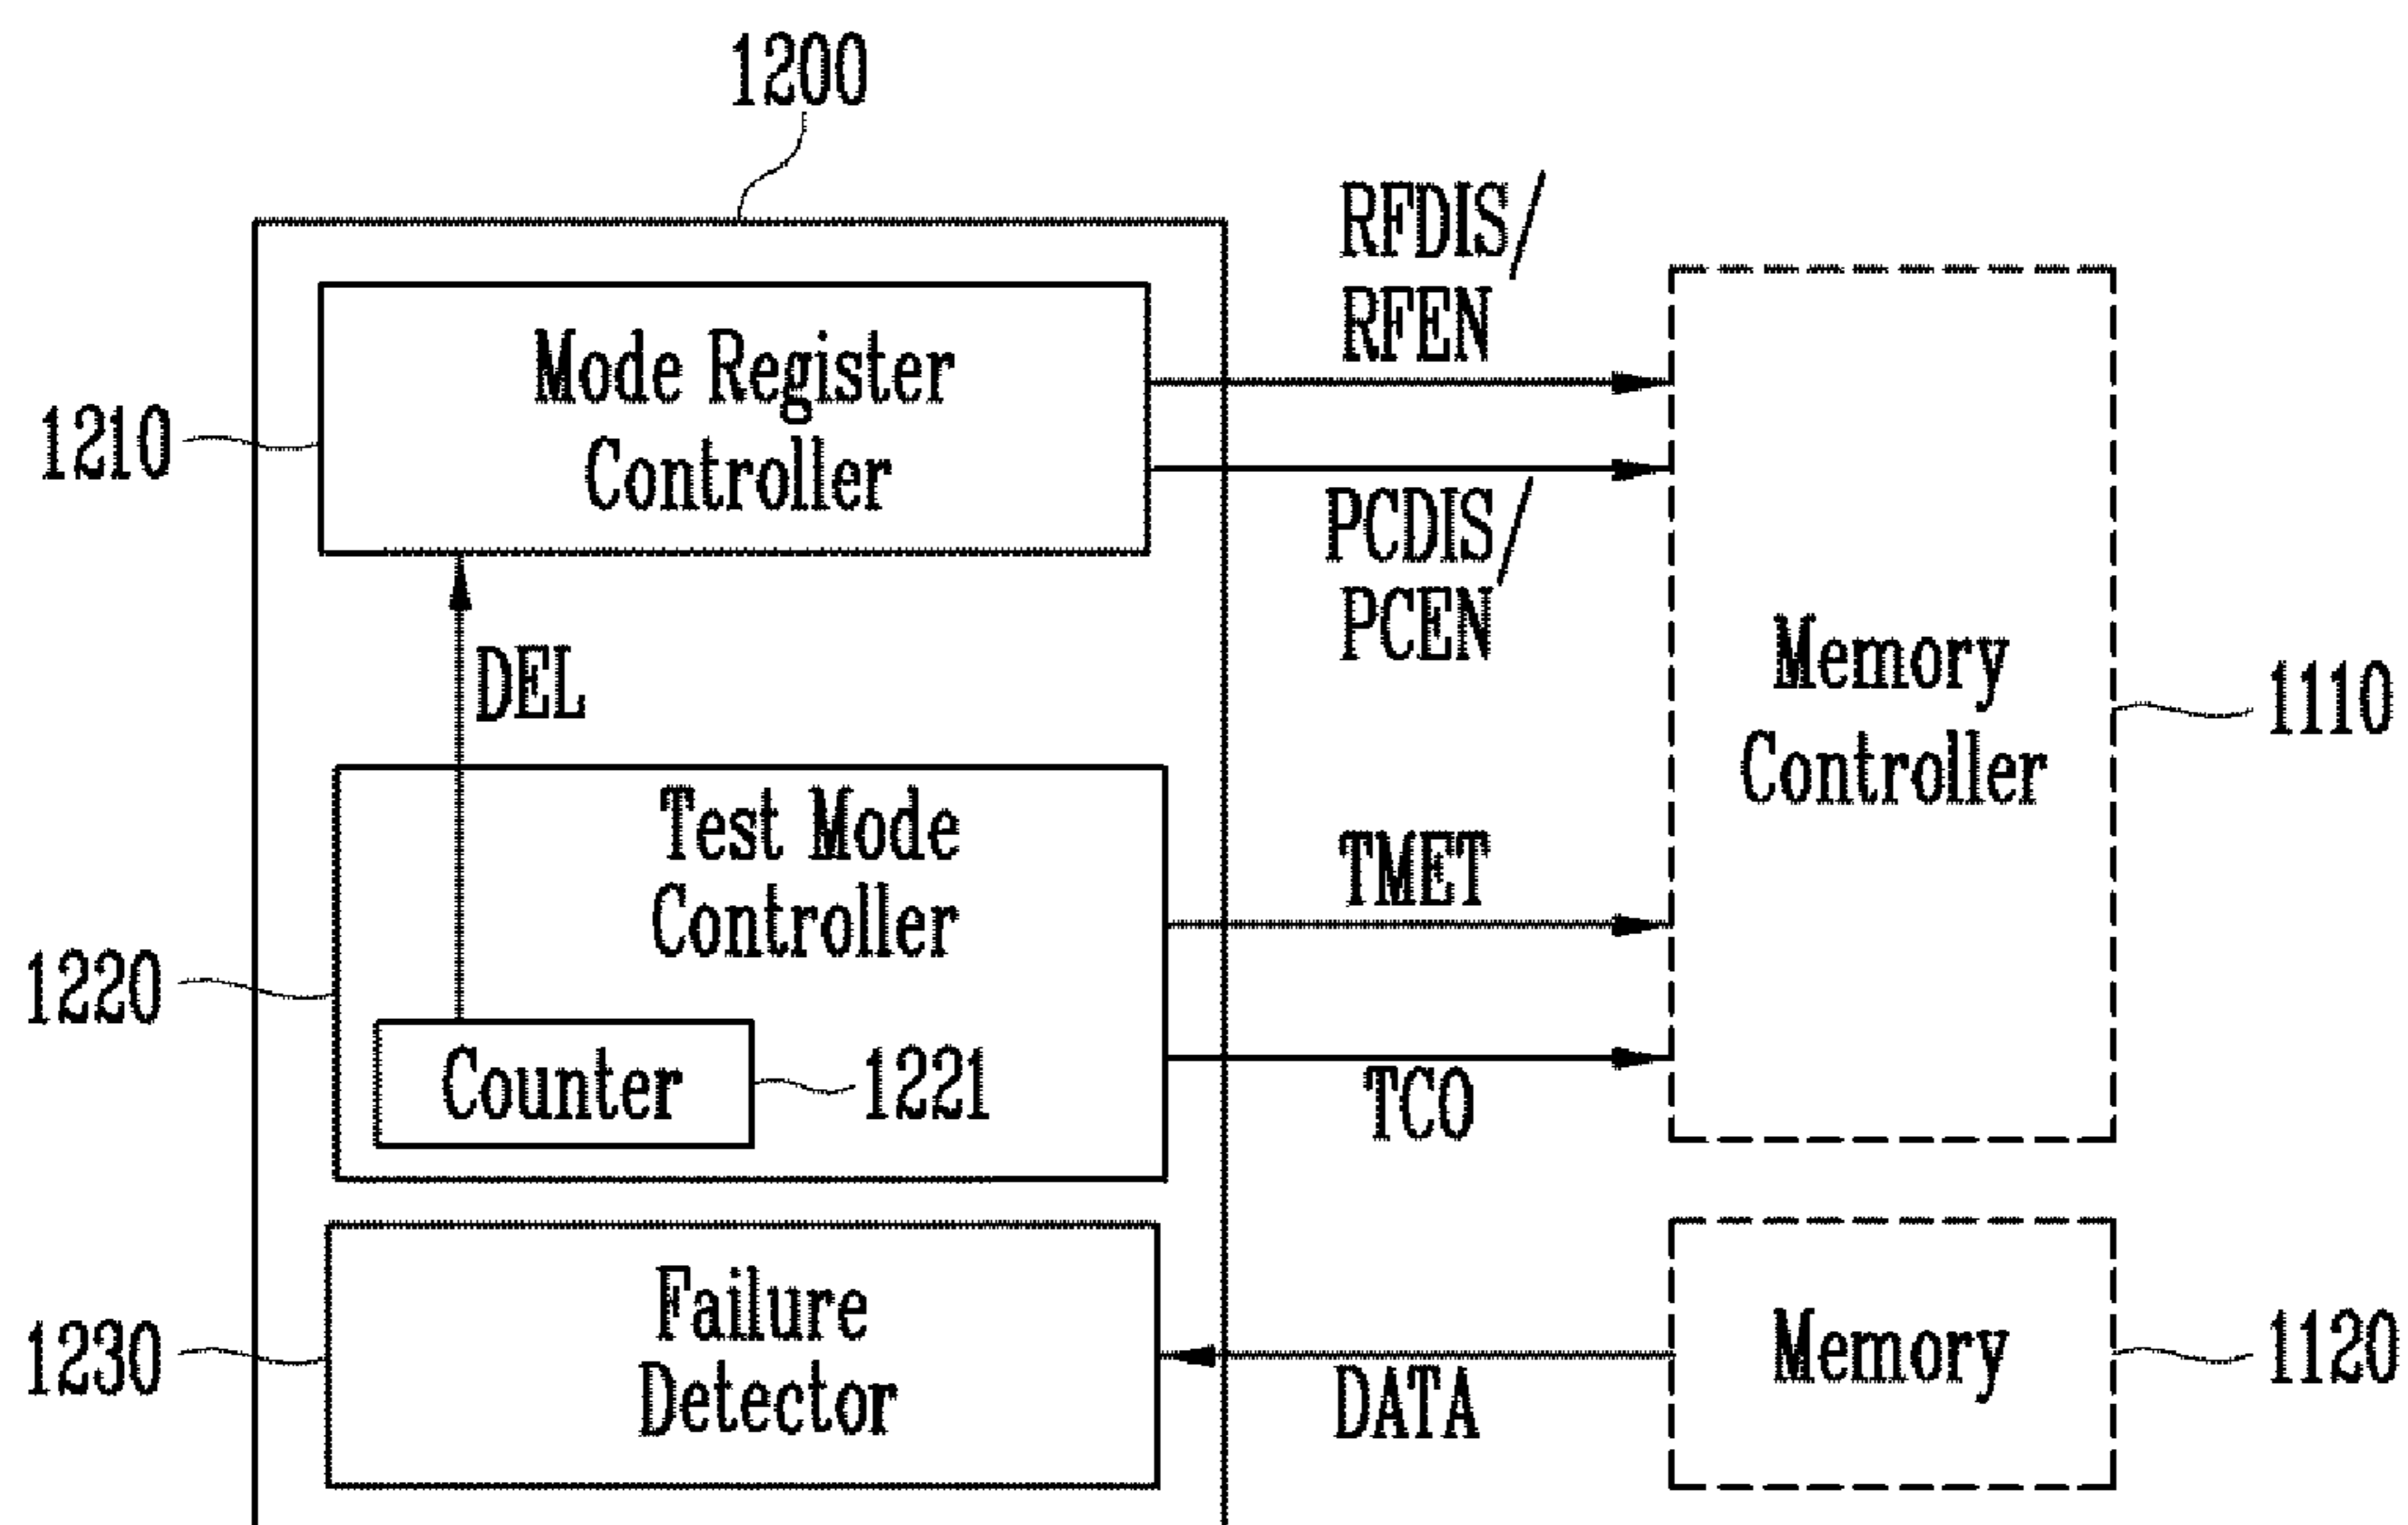 1200
RFDIS/
RFEN
Mode Register
Controller
1210
PCDIS/
PCEN
DEL
Memory
Controller
1110
Test Mode
Controller
TMET
1220
Counter
1221
TCO
Failure
Detector
1230
DATA
Memory
1120